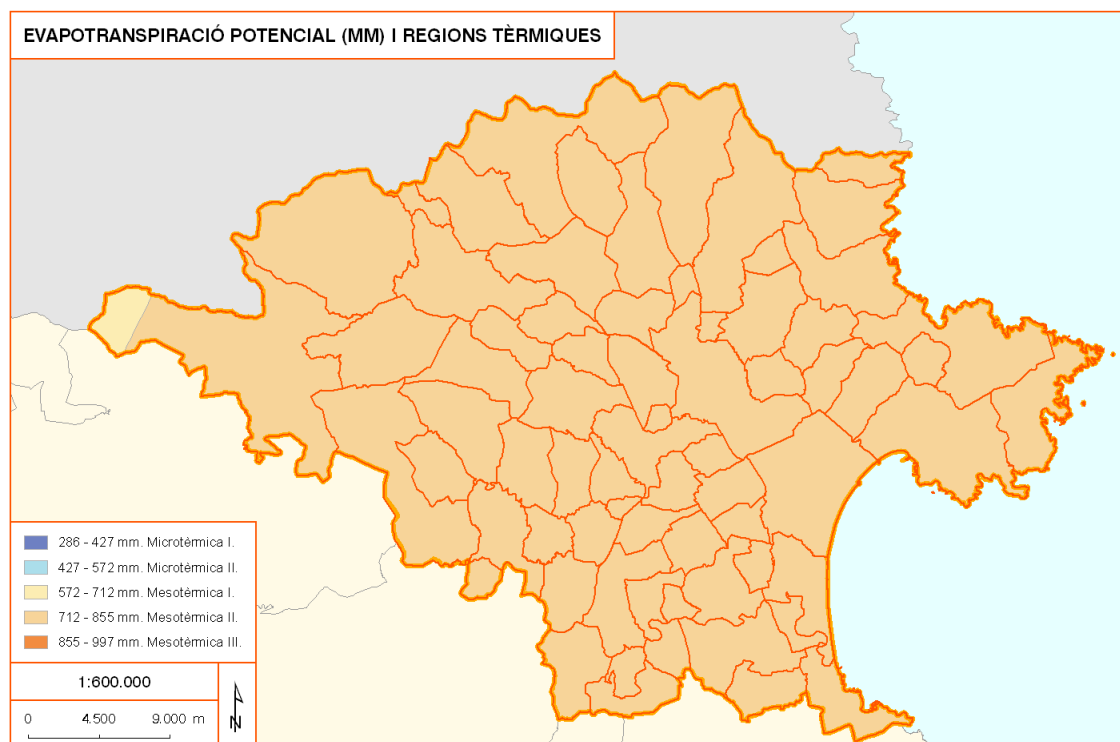 EVAPOTRANSPIRACIÓ POTENCIAL (MM) I REGIONS TÈRMIQUES
286 - 427 mm. Microtèrmica I.
427 - 572 mm. Microtèrmica II.
572 - 712 mm. Mesotèrmica I.
712 - 855 mm. Mesotèrmica II.
855 - 997 mm. Mesotèrmica III.
1:600.000
0 4.500 9.000 m
N